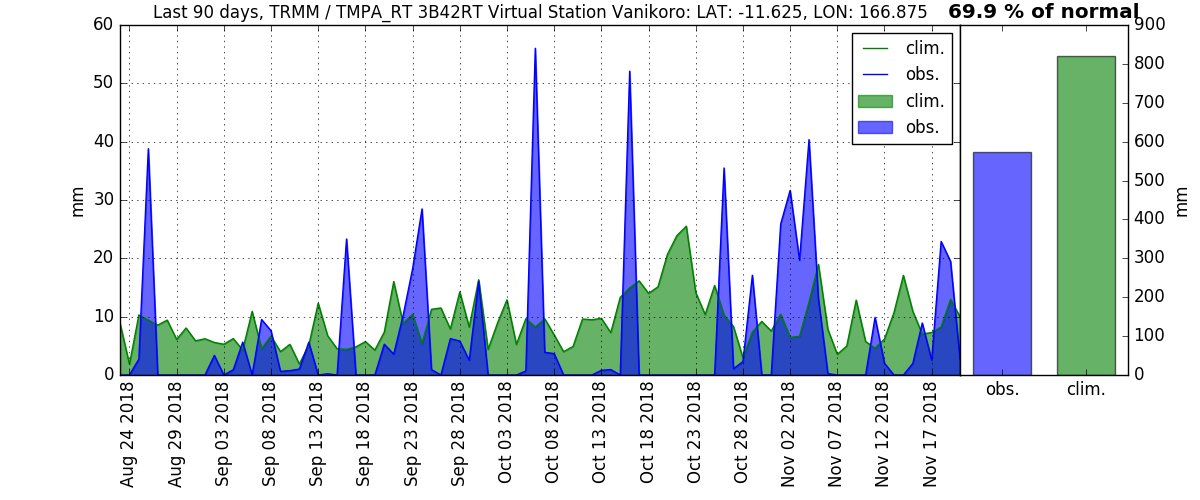 Last 90 days, TRMM / TMPA_RT 3B42RT Virtual Station Vanikoro: LAT: -11.625, LON: 166.875
69.9 % of normal
60
50
40
30
20
10
0
mm
clim.
obs.
clim.
obs.
Aug 24 2018
Aug 29 2018
Sep 03 2018
Sep 08 2018
Sep 13 2018
Sep 18 2018
Sep 23 2018
Sep 28 2018
Oct 03 2018
Oct 08 2018
Oct 13 2018
Oct 18 2018
Oct 23 2018
Oct 28 2018
Nov 02 2018
Nov 07 2018
Nov 12 2018
Nov 17 2018
900
800
700
600
500
400
300
200
100
0
mm
obs.
clim.